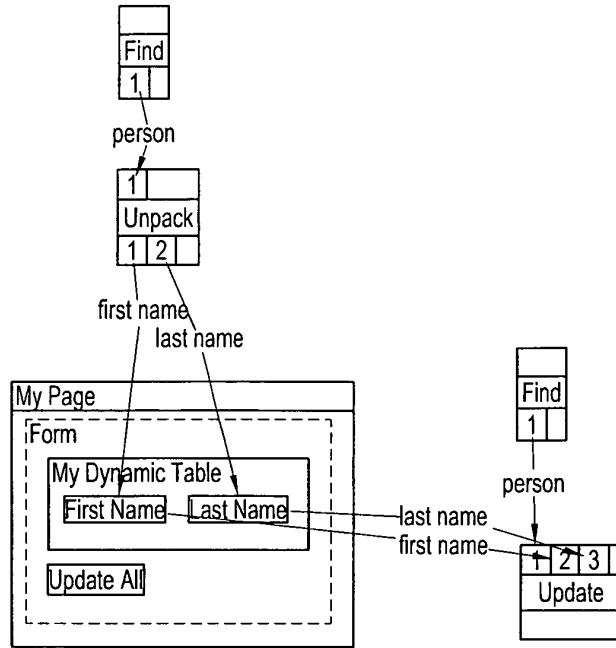 Find
1
person
1
Unpack
1 2
first name
last name
My Page
Form
My Dynamic Table
First Name Last Name
Update All
Find
1
person
last name
first name
1 2 3
Update